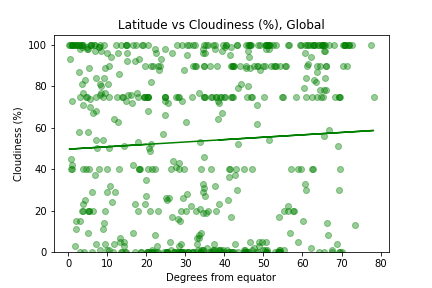 Latitude vs Cloudiness (%), Global
100
80
60
40
20
0
Cloudiness (%)
0 10 20 30 40 50 60 70 80
Degrees from equator